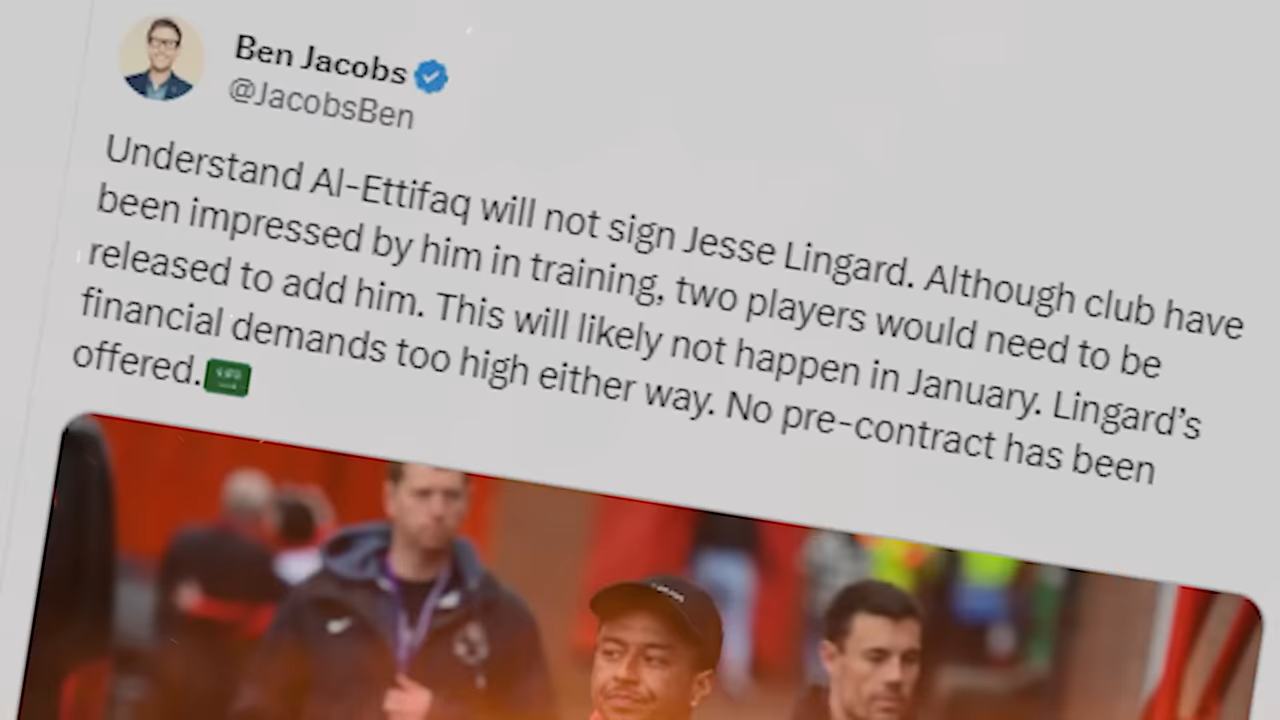 Ben Jacobs
@JacobsBen
Understand Al-Ettifaq will not sign Jesse Lingard. Although club have
been impressed by him in training, two players would need to be
released to add him. This will likely not happen in January. Lingard's
financial demands too high either way. No pre-contract has been
offered.